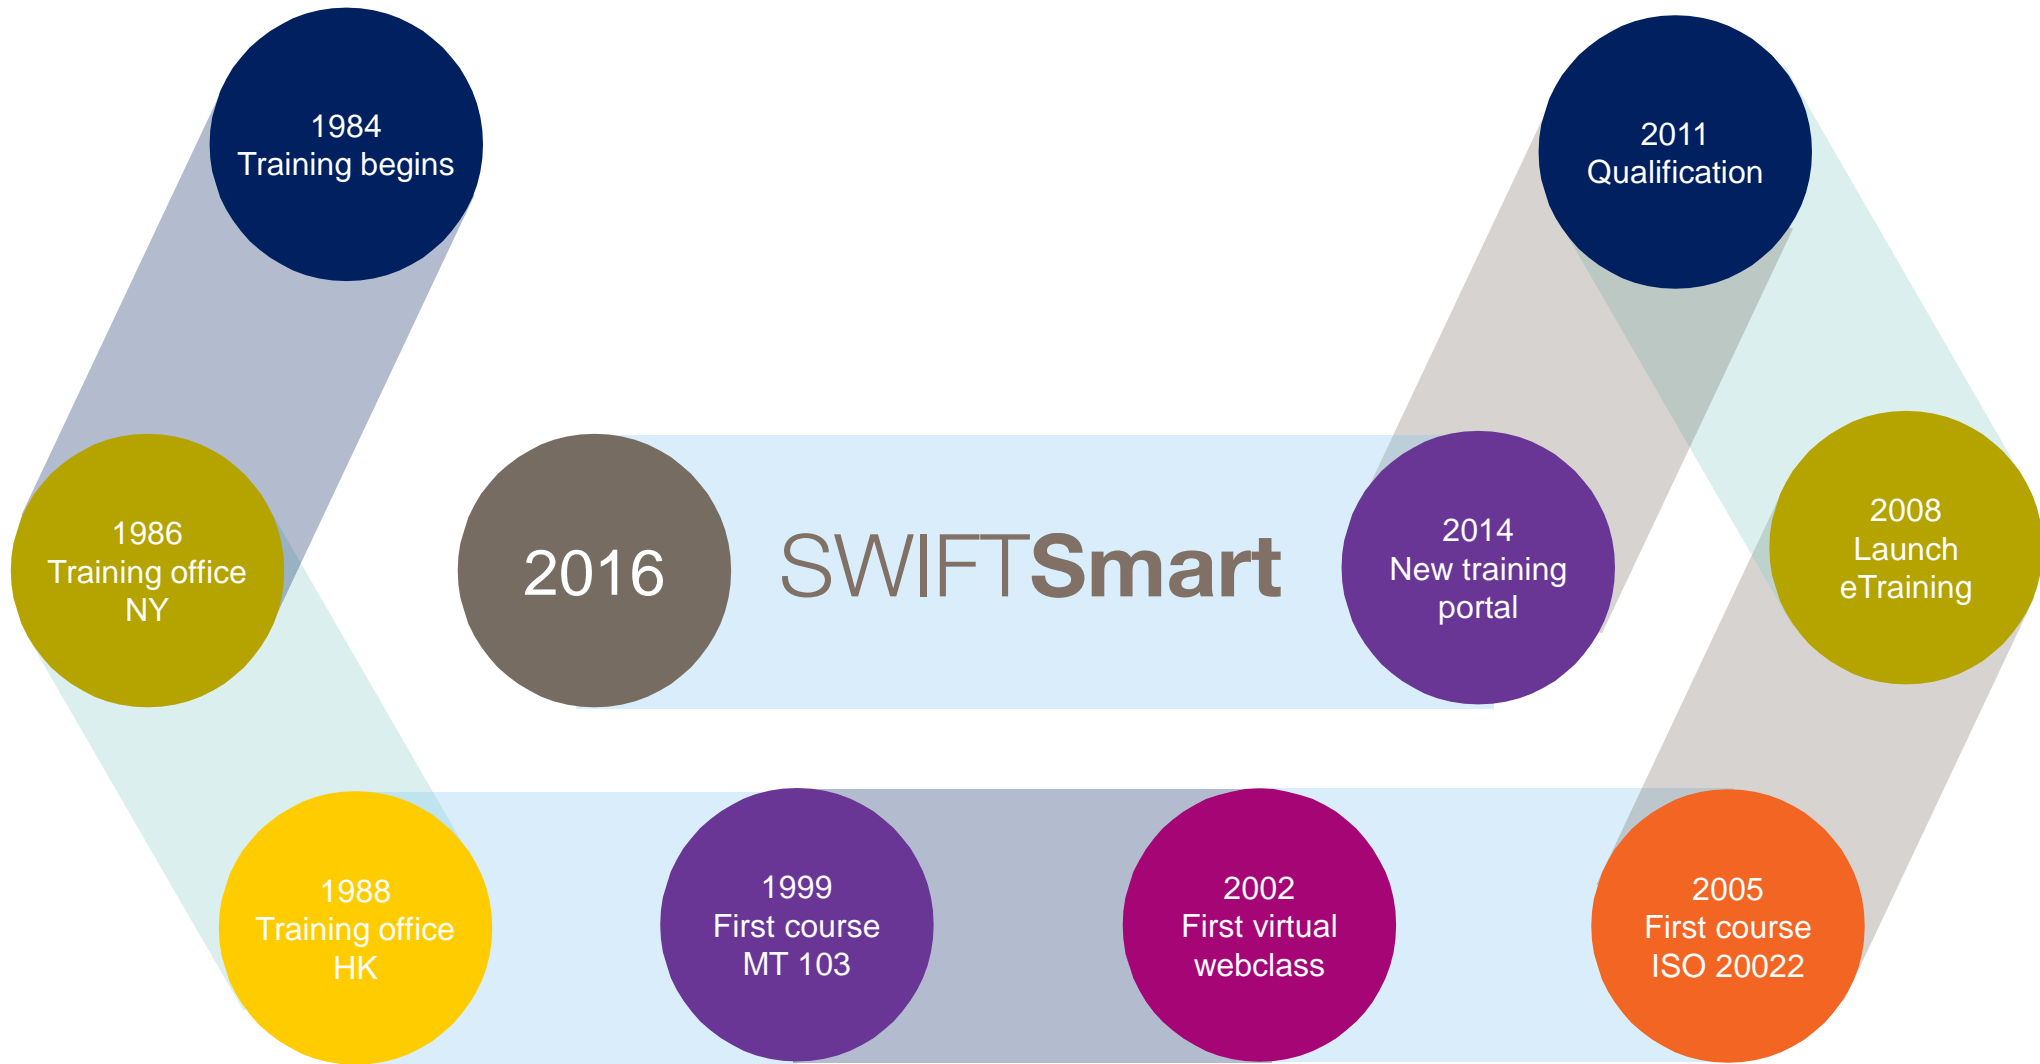 1984
Training begins
1986
Training office
NY
1988
Training office
HK
1999
First course
MT 103
2002
First virtual
webclass
2005
First course
ISO 20022
2008
Launch
eTraining
2011
Qualification
2014
New training
portal
2016
SWIFTSmart